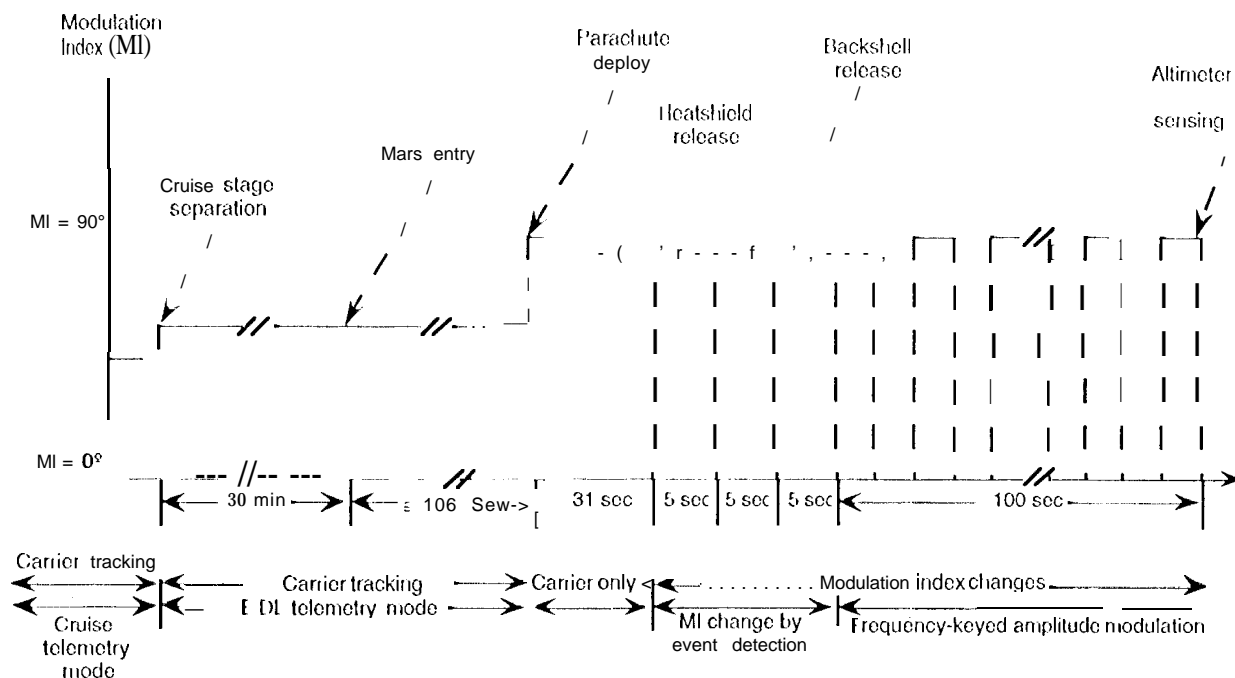 Modulation
Index (MI)
Parachute
deploy
Backshell
release
Altimeter
sensing
Heatshield
release
Mars entry
Cruise stage
separation
MI = 90°
MI = 0°
30 min
106
31 sec
5 sec
5 sec
5 sec
100 sec
Carrier tracking
Carrier tracking
Carrier only
Modulation index changes
EDL telemetry mode
Cruise
telemetry
mode
MI change by
event detection
Frequency-keyed amplitude modulation